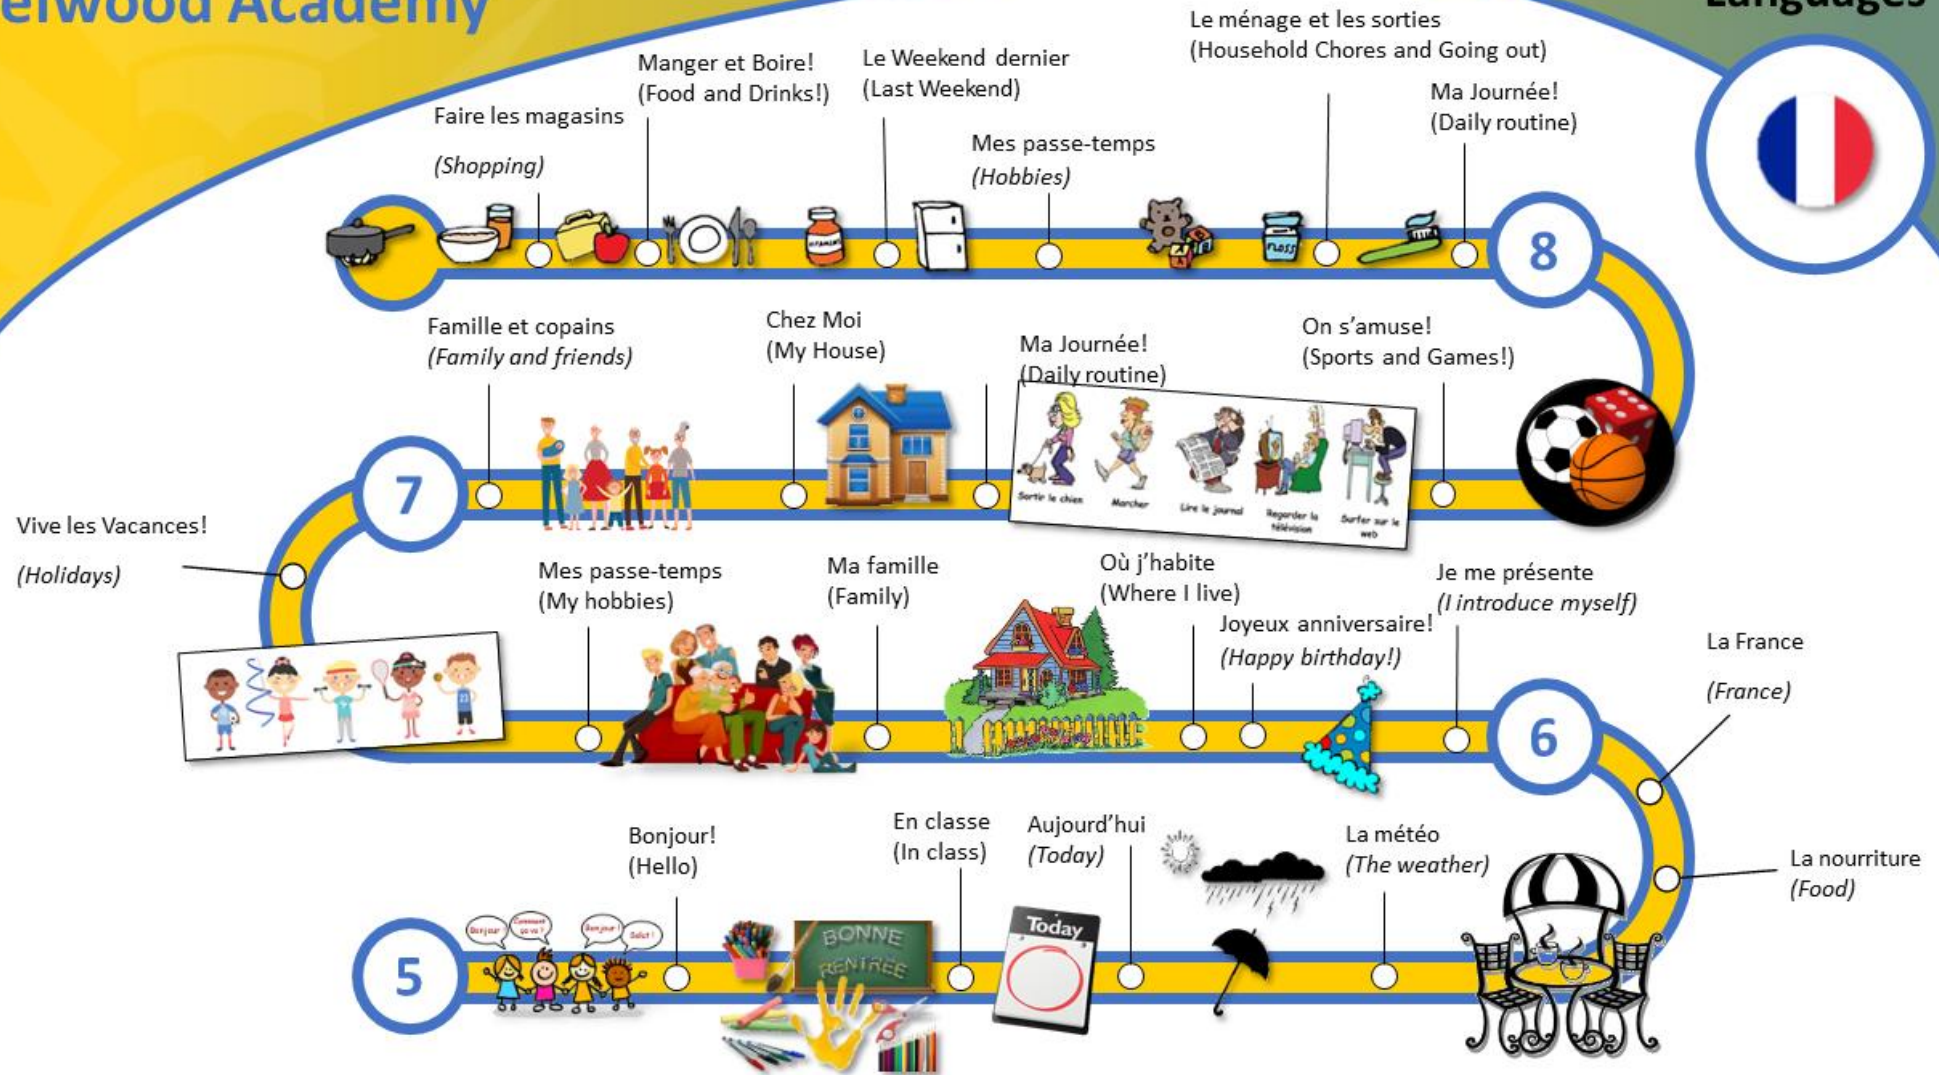 elwood Academy
Languages
Le ménage et les sorties
(Household Chores and Going out)
Manger et Boire!
(Food and Drinks!)
Le Weekend dernier
(Last Weekend)
Ma Journée!
(Daily routine)
Faire les magasins
(Shopping)
Mes passe-temps
(Hobbies)
VITAMINS
FLOSS
8
Famille et copains
(Family and friends)
Chez Moi
(My House)
Ma Journée!
(Daily routine)
On s'amuse!
(Sports and Games!)
7
Sortir le chien
Marcher
Lire le journal
Regarder la télévision
Surfer sur le web
Vive les Vacances!
(Holidays)
Mes passe-temps
(My hobbies)
Ma famille
(Family)
Où j'habite
(Where I live)
Joyeux anniversaire!
(Happy birthday!)
Je me présente
(I introduce myself)
23
6
La France
(France)
La nourriture
(Food)
Bonjour!
(Hello)
En classe
(In class)
Aujourd'hui
(Today)
La météo
(The weather)
5
Bonjour!
Comment
ça va ?
Bonjour!
Salut !
BONNE
RENTRÉE
Today